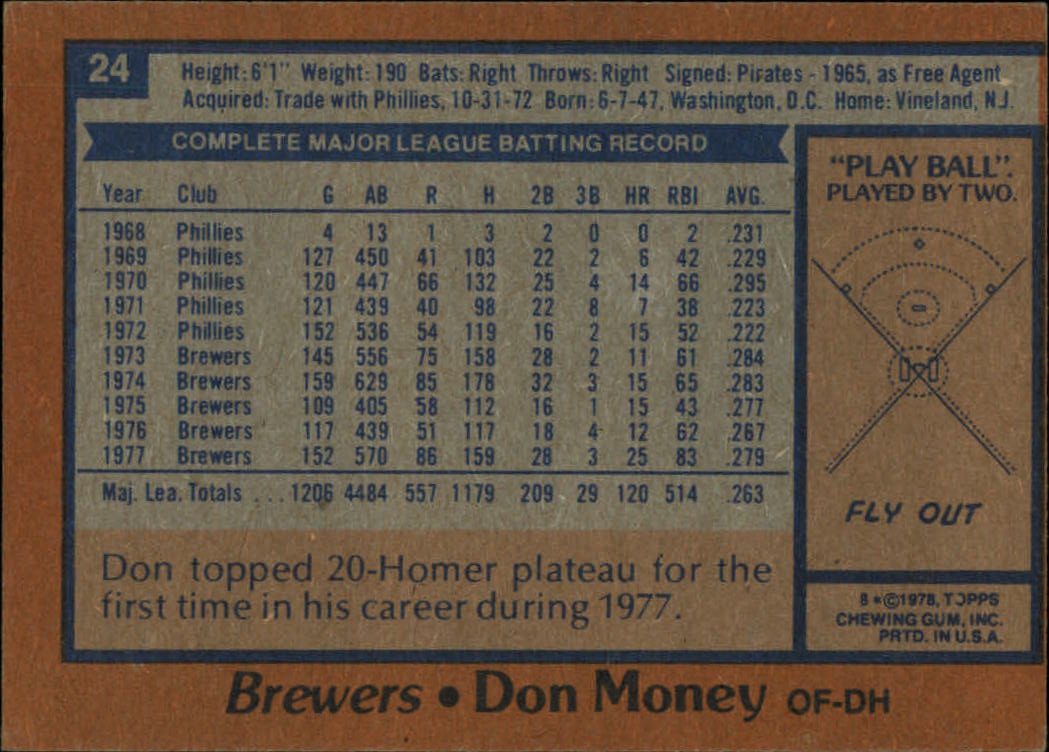 24
Height: 6'1" Weight: 190 Bats: Right Throws: Right Signed: Pirates - 1965, as Free Agent
Acquired: Trade with Phillies, 10-31-72 Born: 6-7-47, Washington, D.C. Home: Vineland, N.J.
COMPLETE MAJOR LEAGUE BATTING RECORD
Year Club G AB R H 2B 3B HR RBI AVG.
1968 Phillies 4 13 1 3 2 0 0 2 .231
1969 Phillies 127 450 41 103 22 2 6 42 .229
1970 Phillies 120 447 66 132 25 4 14 66 .295
1971 Phillies 121 439 40 98 22 8 7 38 .223
1972 Phillies 152 536 54 119 16 2 15 52 .222
1973 Brewers 145 556 75 158 28 2 11 61 .284
1974 Brewers 159 629 85 178 32 3 15 65 .283
1975 Brewers 109 405 58 112 16 1 15 43 .277
1976 Brewers 117 439 51 117 18 4 12 62 .267
1977 Brewers 152 570 86 159 28 3 25 83 .279
Maj. Lea. Totals ... 1206 4484 557 1179 209 29 120 514 .263
Don topped 20-Homer plateau for the
first time in his career during 1977.
"PLAY BALL".
PLAYED BY TWO.
FLY OUT
8 * © 1978, TOPPS
CHEWING GUM, INC.
PRTD. IN U.S.A.
Brewers • Don Money OF-DH